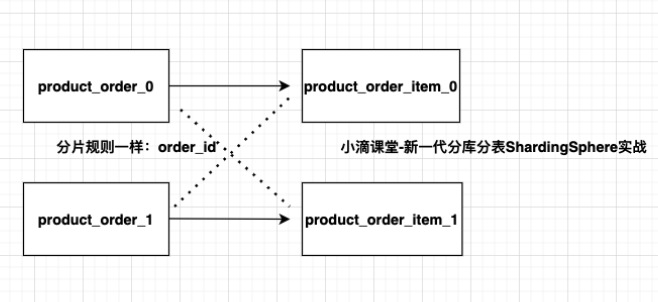 product_order_0
product_order_item_0
分片规则一样：order_id
小滴课堂-新一代分库分表ShardingSphere实战
product_order_1
product_order_item_1